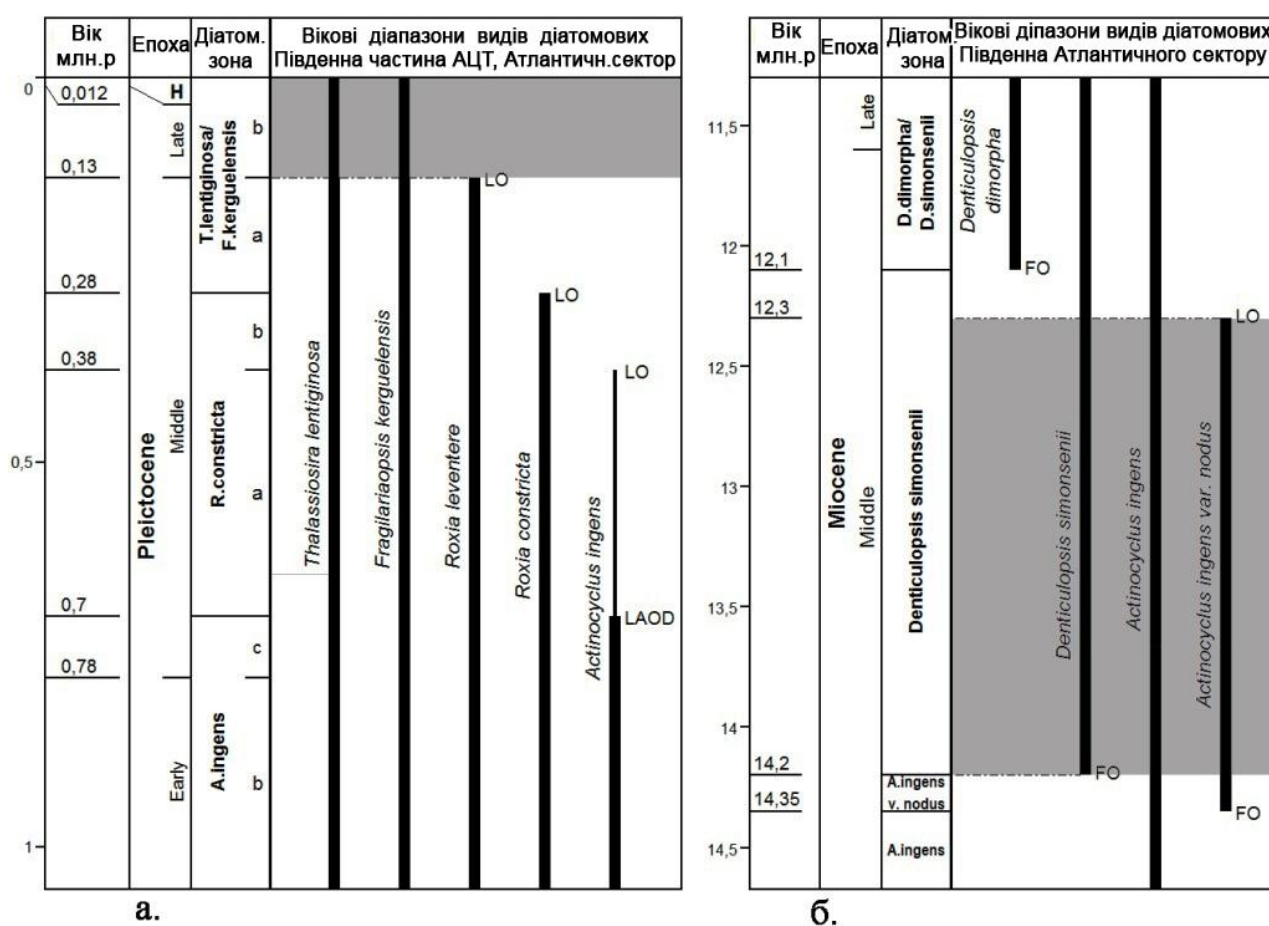 Вік
млн.р
Епоха
Діатом.
зона
Вікові діапазони видів діатомових
Південна частина АЦТ, Атлантичн.сектор
0
0,012
0,13
0,28
0,38
0,5
0,7
0,78
1
H
Late
Middle
Early
Pleictocene
T.lentiginosa/
F.kerguelensis
R.constricta
A.ingens
b
a
b
a
c
b
Thalassiosira lentiginosa
Fragilariaopsis kerguelensis
Roxia leventere
Roxia constricta
Actinocyclus ingens
LO
LO
LO
LAOD
а.
Вік
млн.р
Епоха
Діатом.
зона
Вікові діпазони видів діатомових
Південна Атлантичного сектору
11,5
12
12,1
12,3
12,5
13
13,5
14
14,2
14,35
14,5
Late
Middle
Miocene
D.dimorpha/
D.simonsenii
Denticulopsis simonsenii
A.ingens
v. nodus
A.ingens
Denticulopsis
dimorpha
Denticulopsis simonsenii
Actinocyclus ingens
Actinocyclus ingens var. nodus
FO
LO
FO
FO
б.